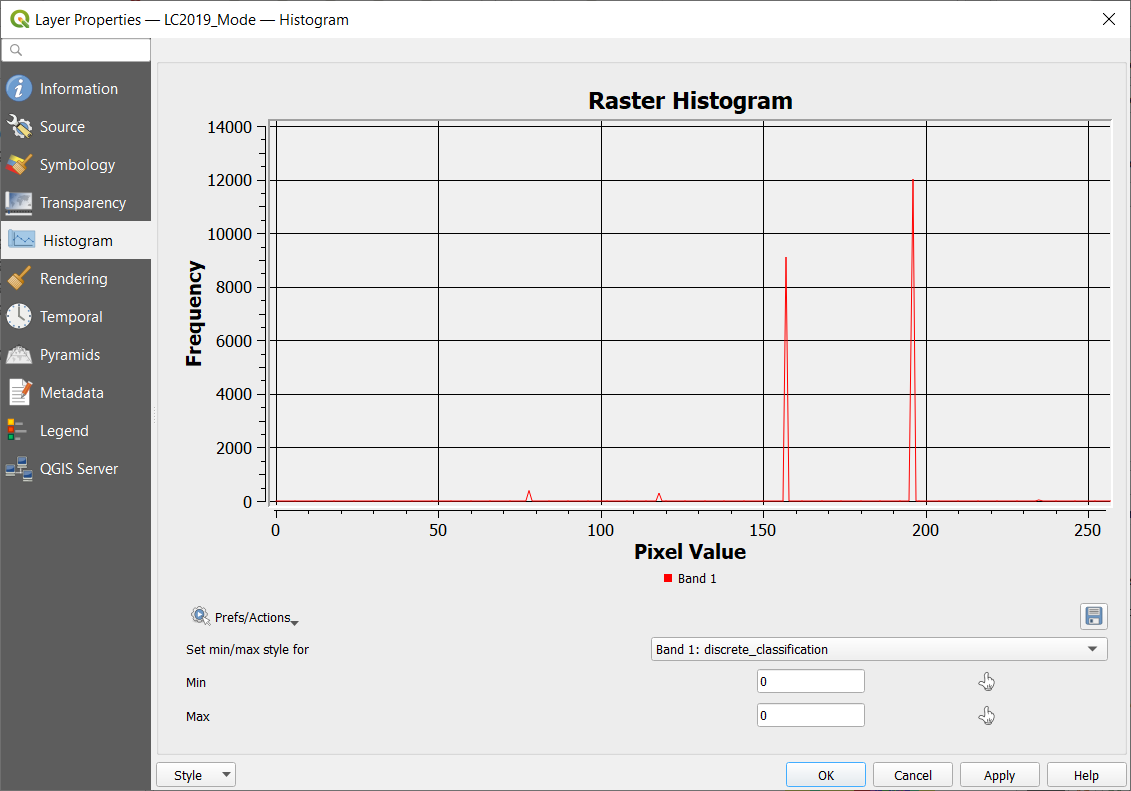 Layer Properties — LC2019_Mode — Histogram
Information
Source
Symbology
Transparency
Histogram
Rendering
Temporal
Pyramids
Metadata
Legend
QGIS Server
Raster Histogram
14000
12000
10000
8000
6000
4000
2000
0
Frequency
0 50 100 150 200 250
Pixel Value
Band 1
Prefs/Actions
Set min/max style for Band 1: discrete_classification
Min 0
Max 0
Style OK Cancel Apply Help